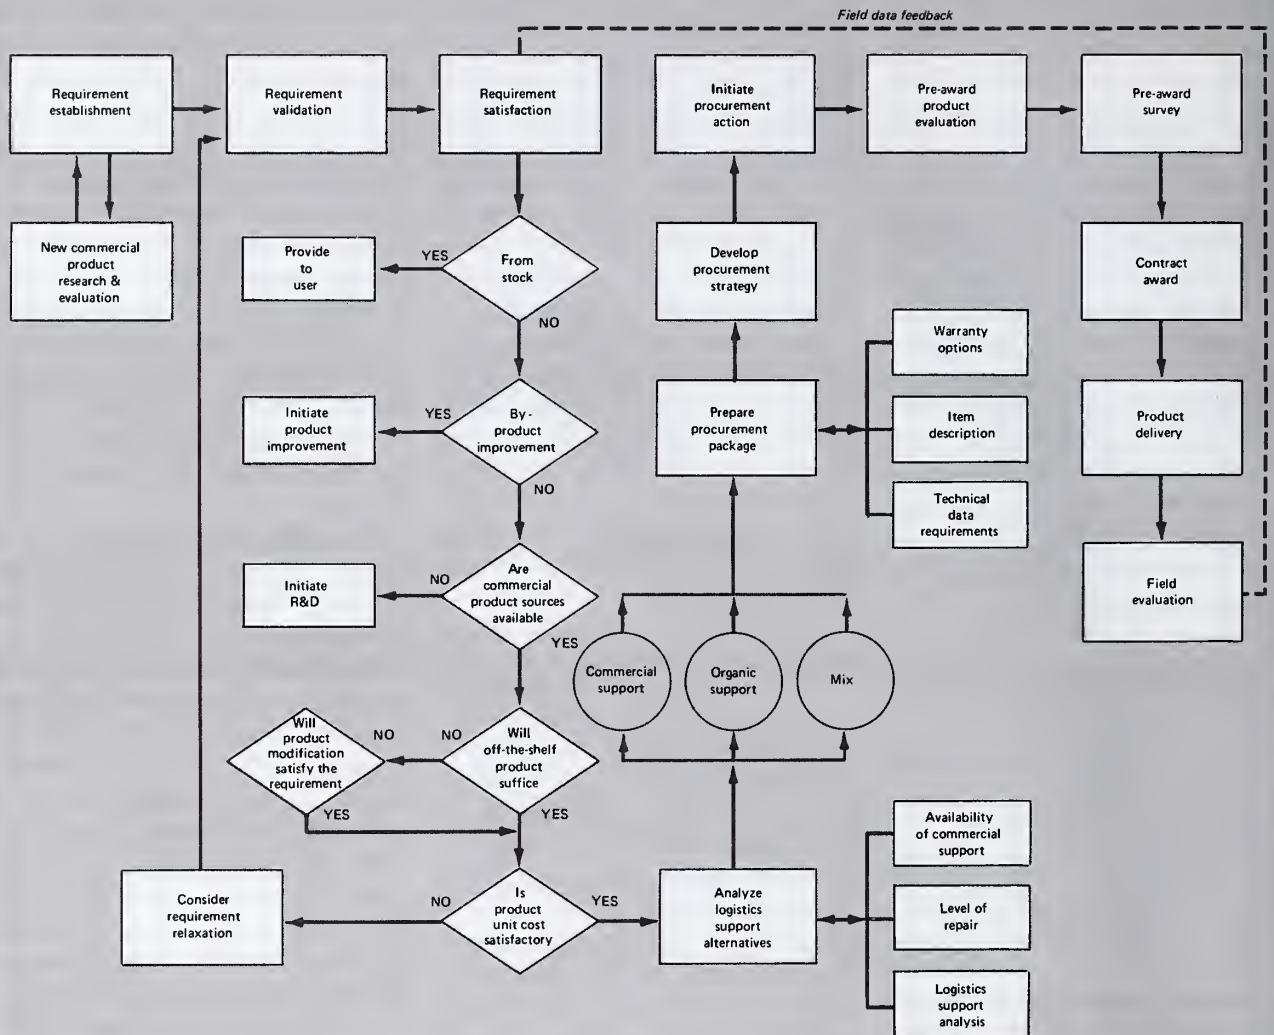 Field data feedback
Requirement
establishment
Requirement
validation
Requirement
satisfaction
Initiate
procurement
action
Pre-award
product
evaluation
Pre-award
survey
New commercial
product
research &
evaluation
Provide
to
user
YES
From
stock
NO
Develop
procurement
strategy
Contract
award
Warranty
options
Initiate
product
improvement
YES
By-
product
improvement
NO
Prepare
procurement
package
Item
description
Product
delivery
Technical
data
requirements
Initiate
R&D
NO
Are
commercial
product sources
available
YES
Field
evaluation
Commercial
support
Organic
support
Mix
Will
product
modification
satisfy the
requirement
NO
NO
Will
off-the-shelf
product
suffice
YES
YES
Availability
of commercial
support
Consider
requirement
relaxation
NO
Is
product
unit cost
satisfactory
YES
Analyze
logistics
support
alternatives
Level of
repair
Logistics
support
analysis